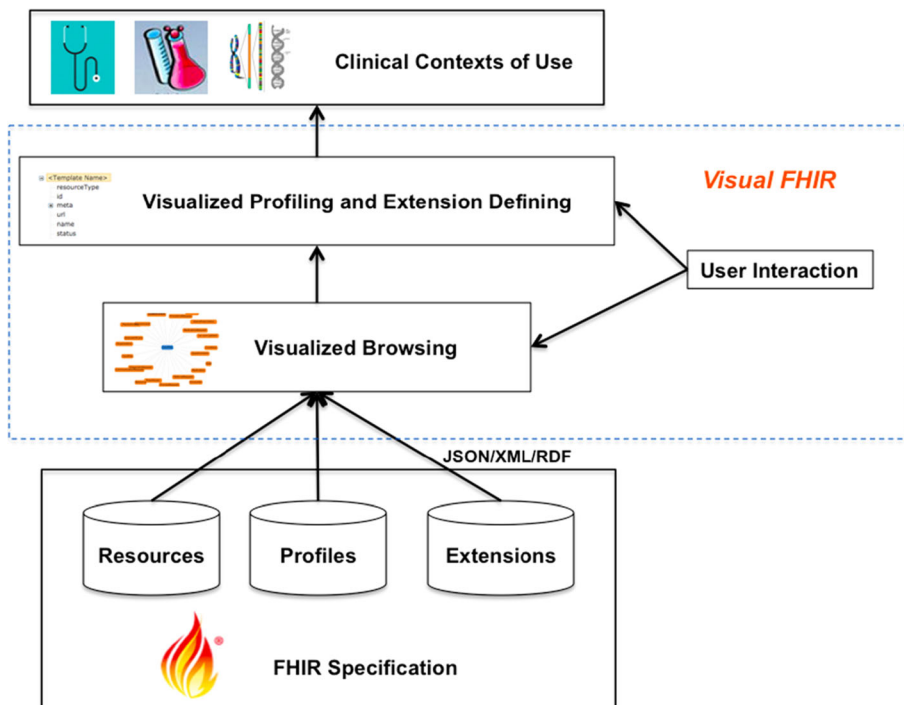 Clinical Contexts of Use
Visual FHIR
<Template Name>
resourceType
id
meta
url
name
status
Visualized Profiling and Extension Defining
User Interaction
Visualized Browsing
JSON/XML/RDF
Resources
Profiles
Extensions
®
FHIR Specification